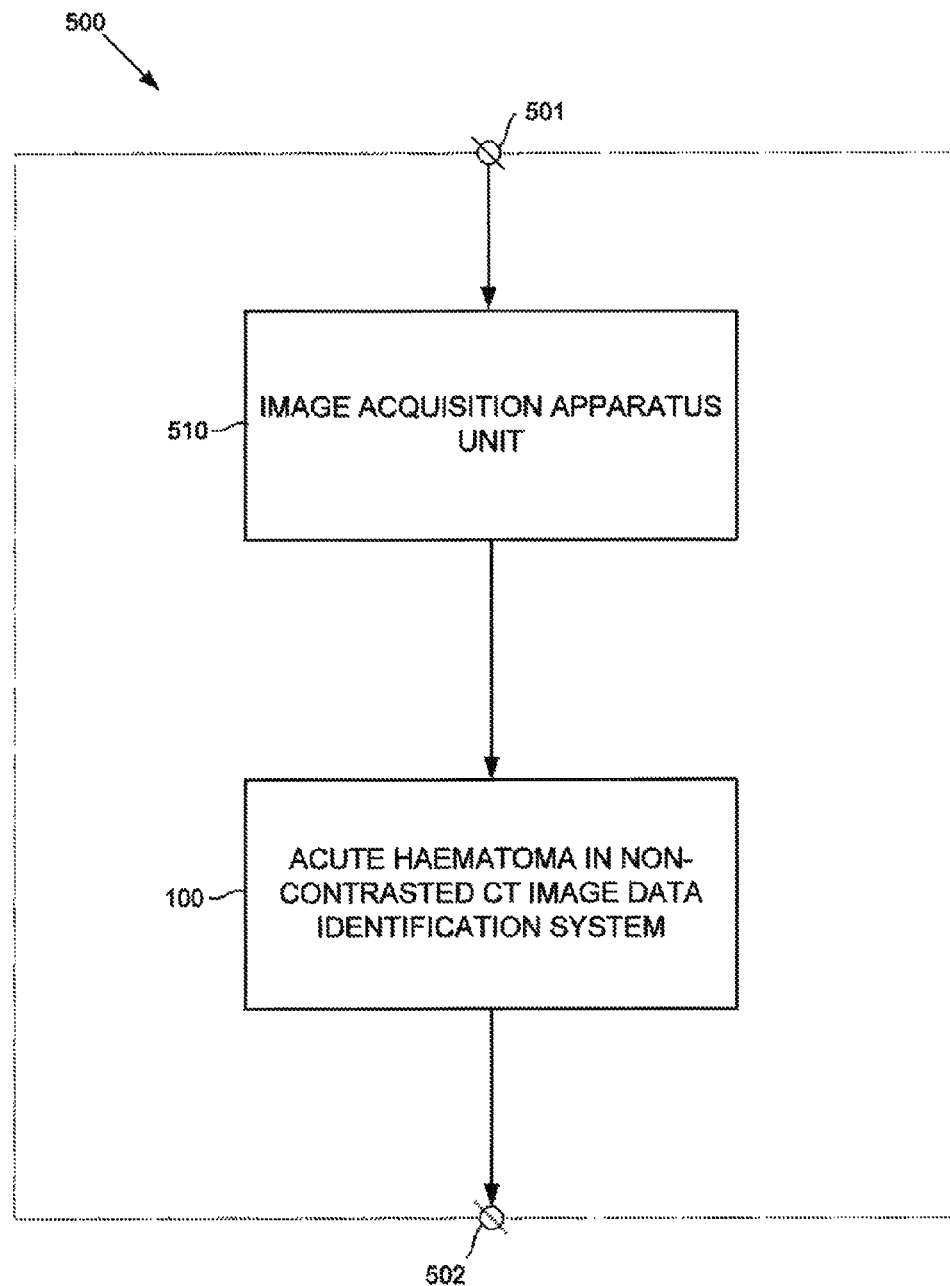 500
501
IMAGE ACQUISITION APPARATUS
UNIT
510
ACUTE HAEMATOMA IN NON-
CONTRASTED CT IMAGE DATA
IDENTIFICATION SYSTEM
100
502